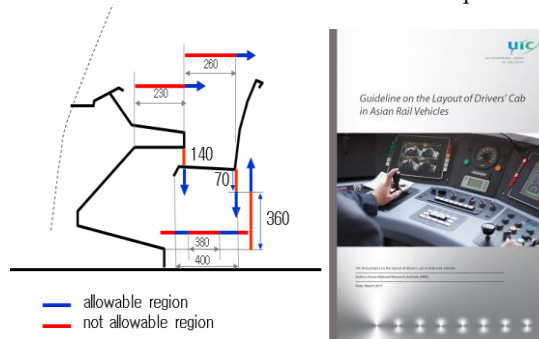 260
230
140
70
360
380
400
allowable region
not allowable region
uic
Guideline on the Layout of Drivers' Cab
in Asian Rail Vehicles